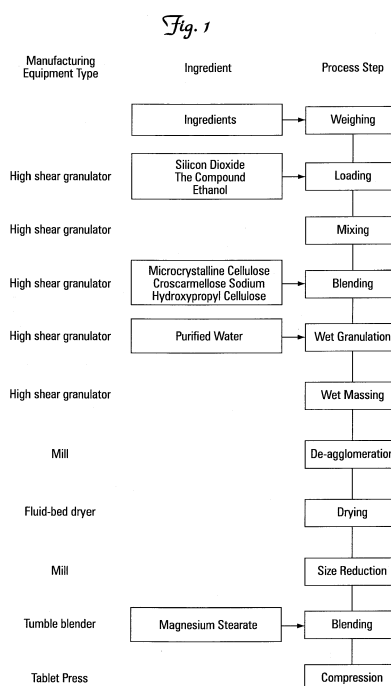 Fig. 1
Manufacturing
Equipment Type
Ingredient
Process Step
Ingredients
Weighing
High shear granulator
Silicon Dioxide
The Compound
Ethanol
Loading
High shear granulator
Mixing
High shear granulator
Microcrystalline Cellulose
Croscarmellose Sodium
Hydroxypropyl Cellulose
Blending
High shear granulator
Purified Water
Wet Granulation
High shear granulator
Wet Massing
Mill
De-agglomeration
Fluid-bed dryer
Drying
Mill
Size Reduction
Tumble blender
Magnesium Stearate
Blending
Tablet Press
Compression